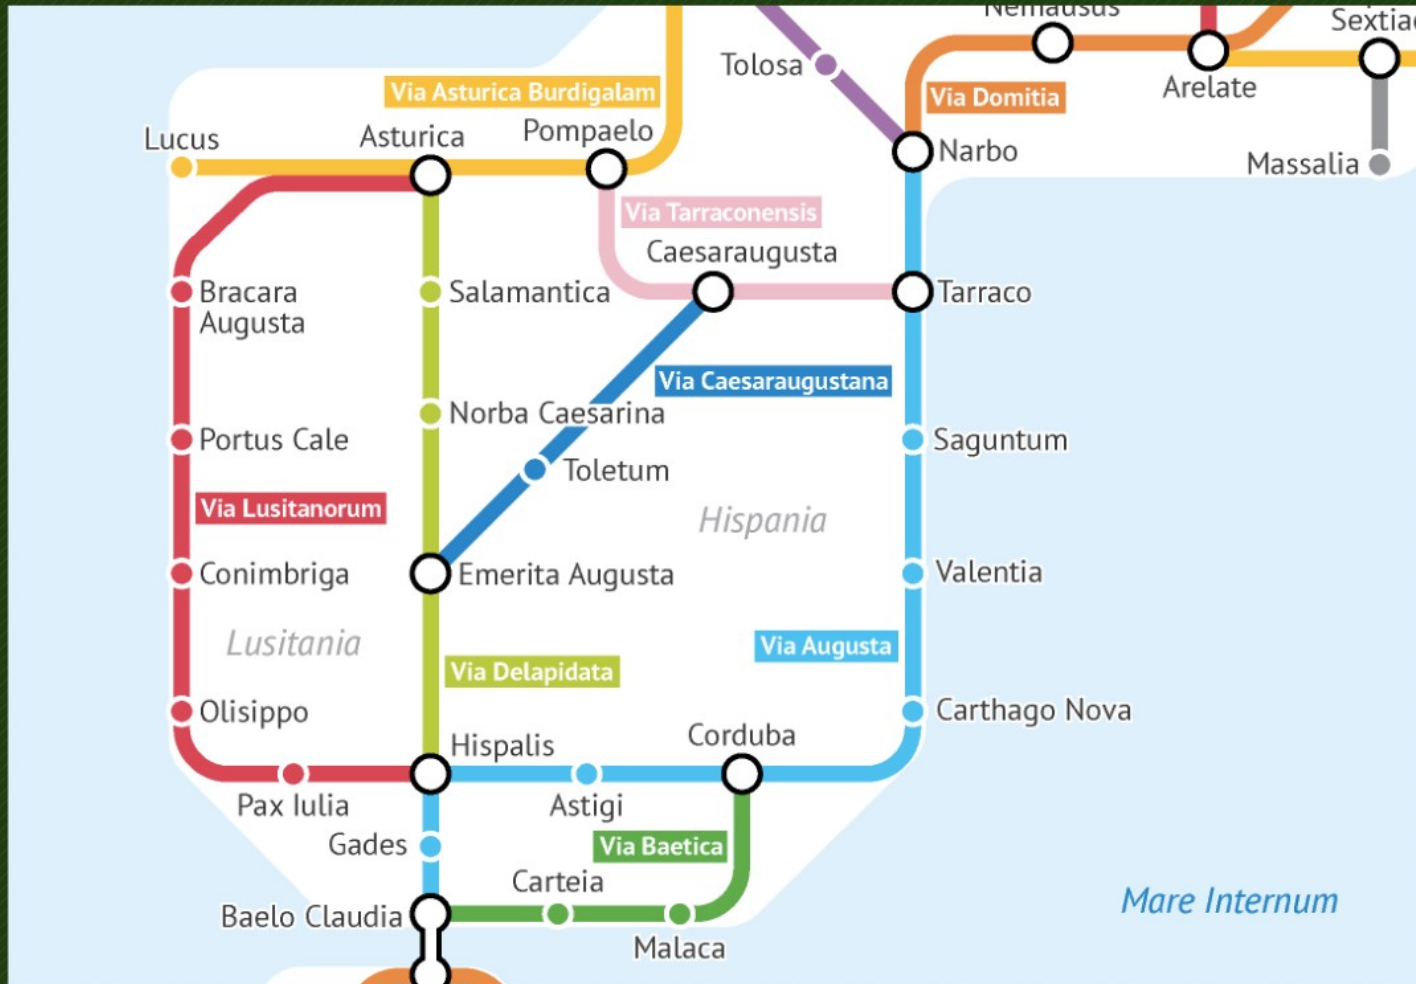 Nemausus
Sextia
Tolosa
Via Asturica Burdigalam
Via Domitia
Arelate
Lucus
Asturica
Pompaelo
Narbo
Massalia
Via Tarraconensis
Caesaraugusta
Bracara
Augusta
Salamantica
Tarraco
Via Caesaraugustana
Norba Caesarina
Portus Cale
Saguntum
Toletum
Via Lusitanorum
Hispania
Conimbriga
Emerita Augusta
Valentia
Lusitania
Via Augusta
Via Delapidata
Olisippo
Carthago Nova
Hispalis
Corduba
Pax Iulia
Astigi
Gades
Via Baetica
Carteia
Mare Internum
Baelo Claudia
Malaca